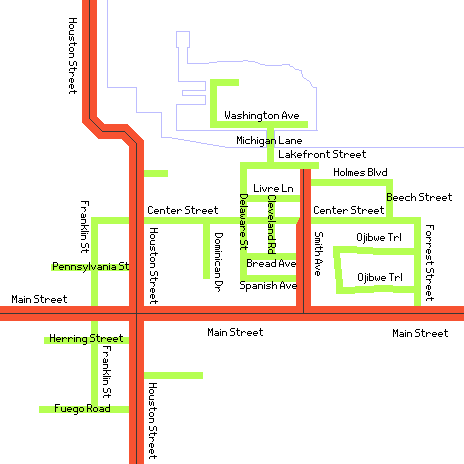 Houston Street
Washington Ave
Michigan Lane
Lakefront Street
Holmes Blvd
Livre Ln
Beech Street
Franklin St
Center Street
Delaware St
Cleveland Rd
Center Street
Houston Street
Dominican Dr
Smith Ave
Ojibwe Trl
Forrest Street
Pennsylvania St
Bread Ave
Ojibwe Trl
Spanish Ave
Main Street
Main Street
Main Street
Herring Street
Franklin St
Houston Street
Fuego Road